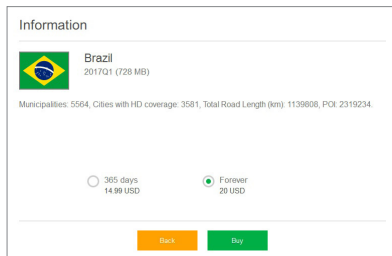 Information
Brazil
2017Q1 (728 MB)
Municipalities: 5564, Cities with HD coverage: 3581, Total Road Length (km): 1139808, POI: 2319234.
365 days
14.99 USD
Forever
20 USD
Back
Buy